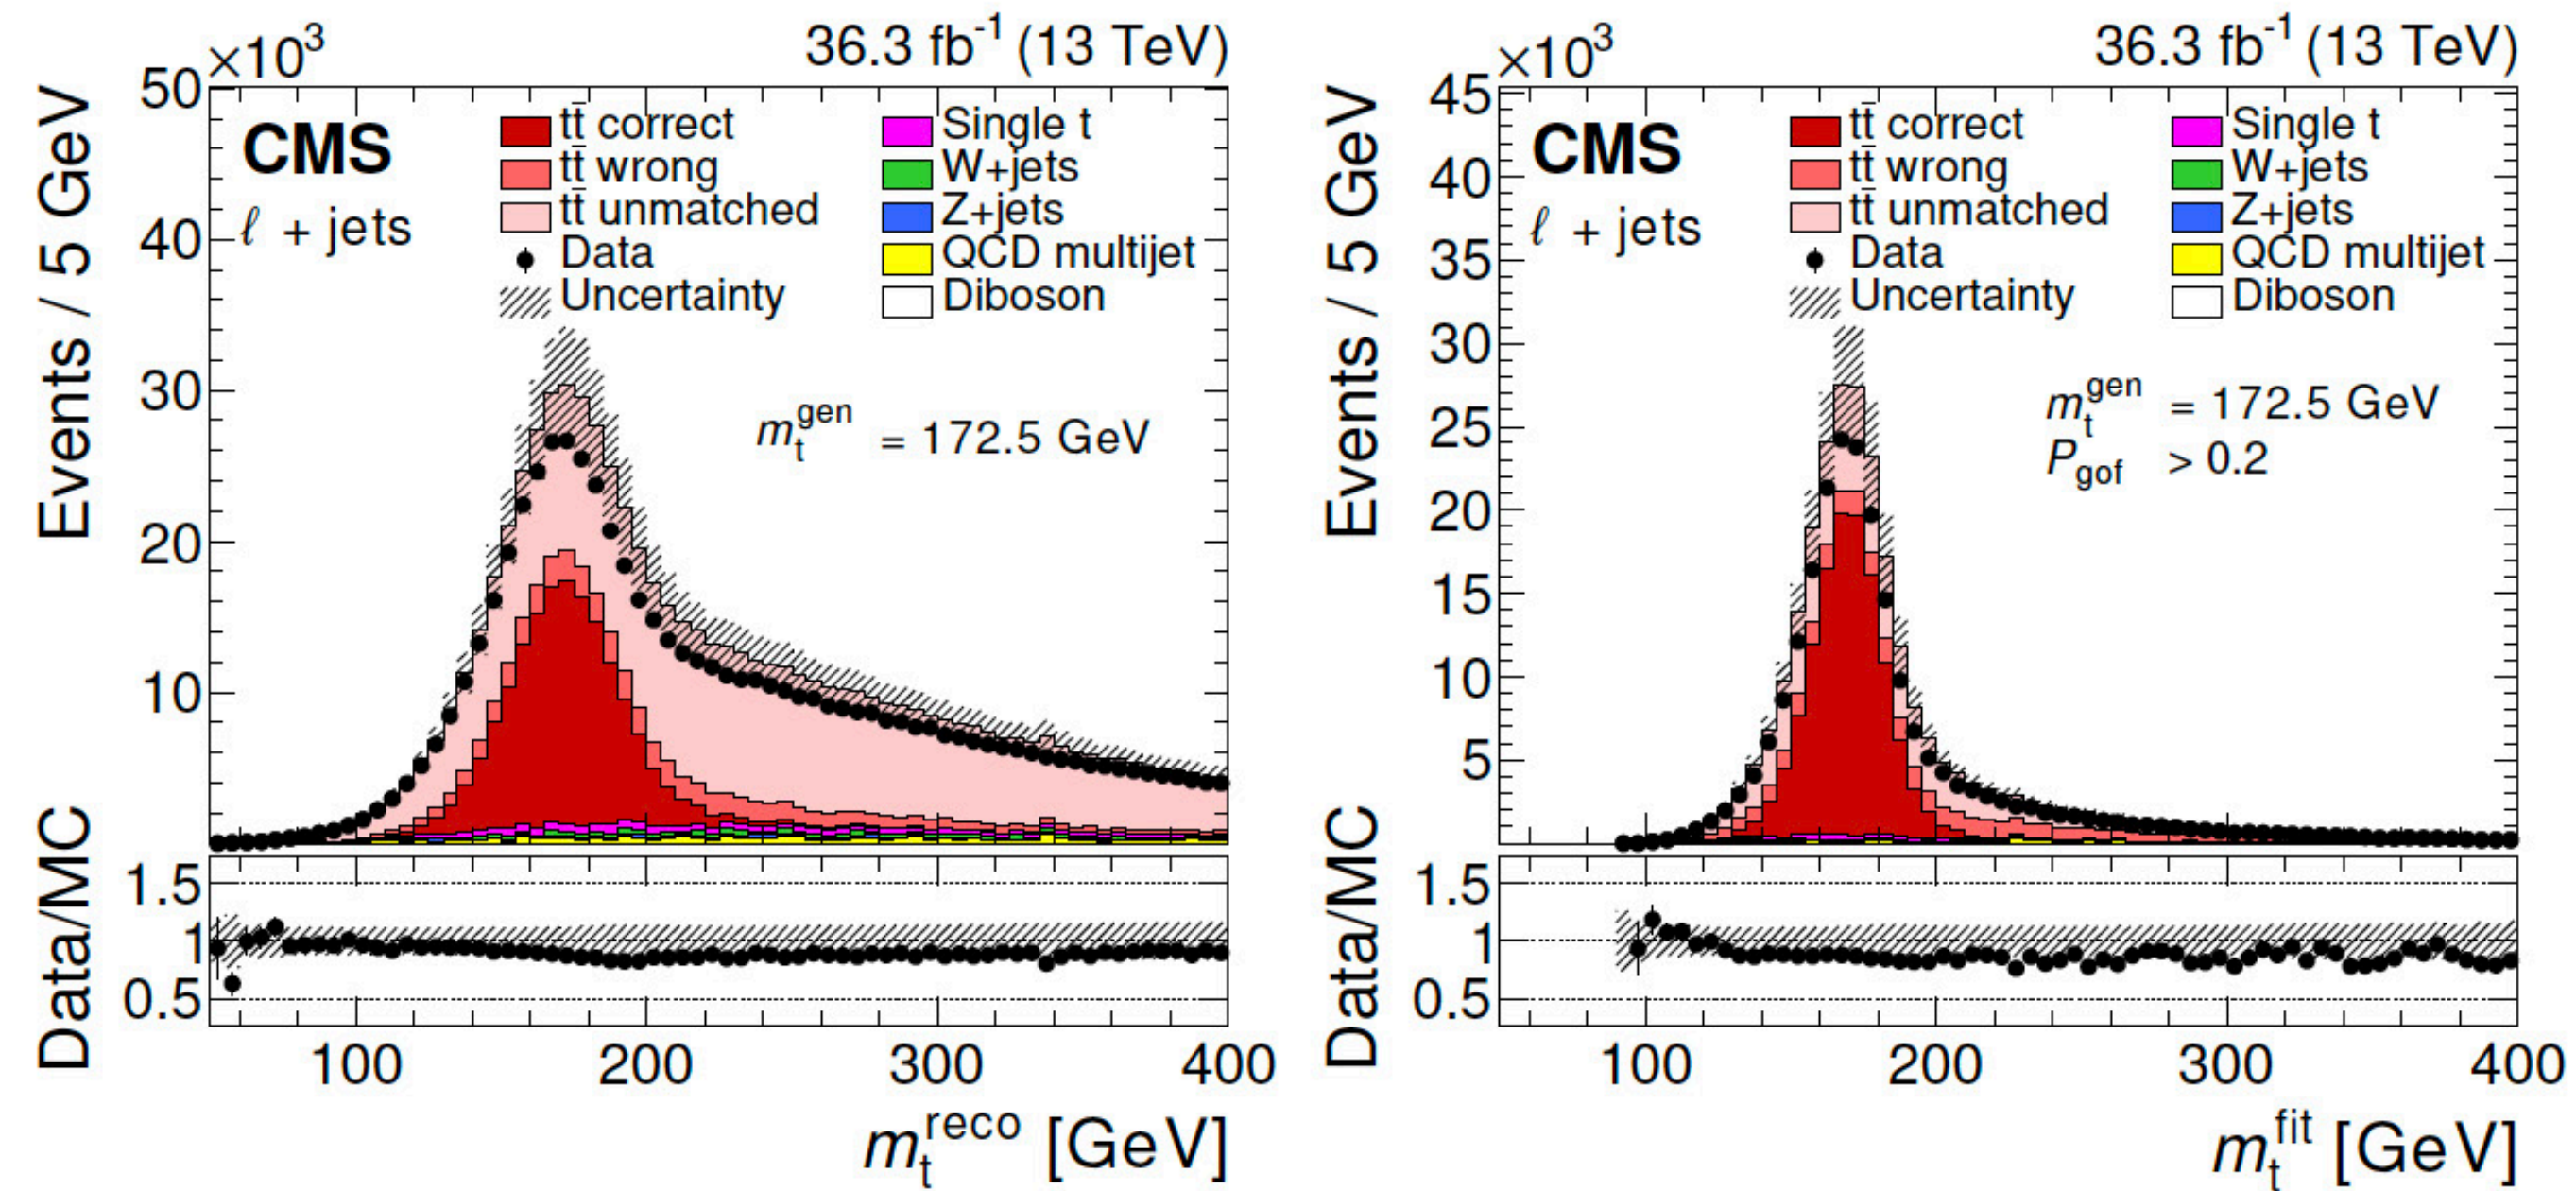 ×10³ 36.3 fb⁻¹ (13 TeV)
50
40
30
20
10
Events / 5 GeV
CMS
ℓ + jets
tt̄ correct
tt̄ wrong
tt̄ unmatched
Data
Uncertainty
Single t
W+jets
Z+jets
QCD multijet
Diboson
m_t^gen = 172.5 GeV
Data/MC
1.5
1
0.5
100 200 300 400
m_t^reco [GeV]
×10³ 36.3 fb⁻¹ (13 TeV)
45
40
35
30
25
20
15
10
5
Events / 5 GeV
CMS
ℓ + jets
tt̄ correct
tt̄ wrong
tt̄ unmatched
Data
Uncertainty
Single t
W+jets
Z+jets
QCD multijet
Diboson
m_t^gen = 172.5 GeV
P_gof > 0.2
Data/MC
1.5
1
0.5
100 200 300 400
m_t^fit [GeV]